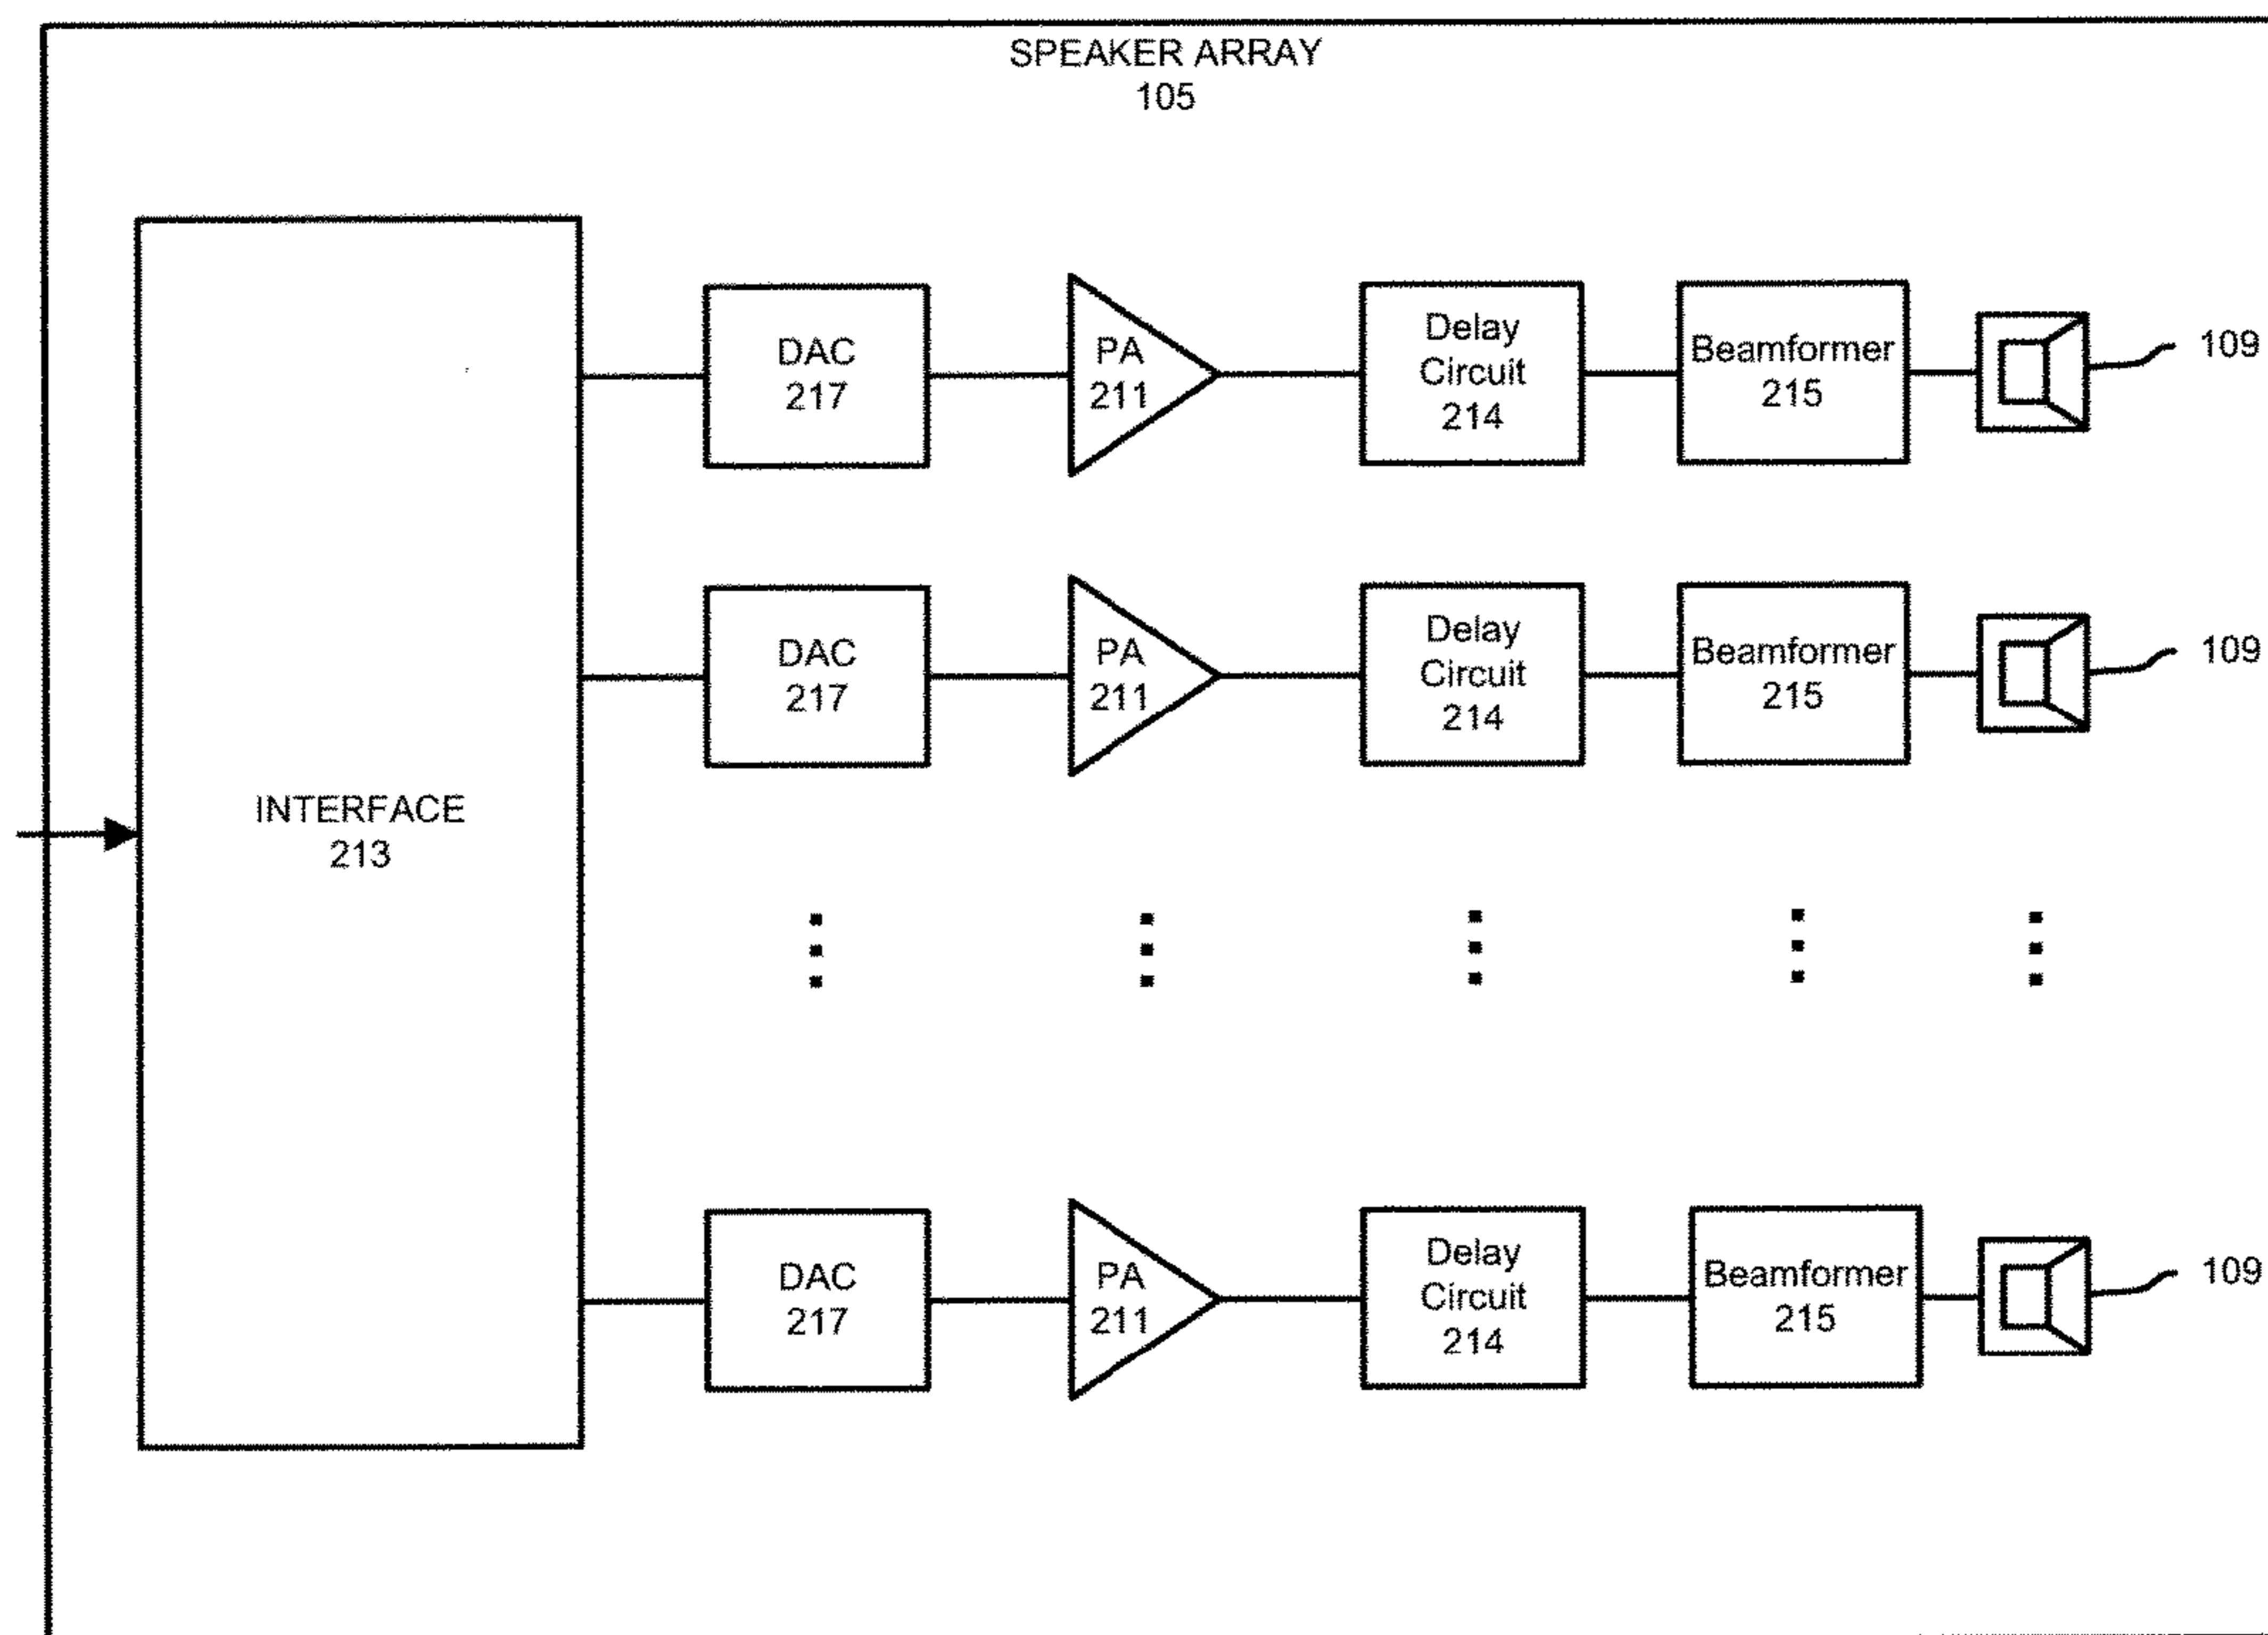 SPEAKER ARRAY
105
DAC
217
PA
211
Delay
Circuit
214
Beamformer
215
109
DAC
217
PA
211
Delay
Circuit
214
Beamformer
215
109
INTERFACE
213
DAC
217
PA
211
Delay
Circuit
214
Beamformer
215
109